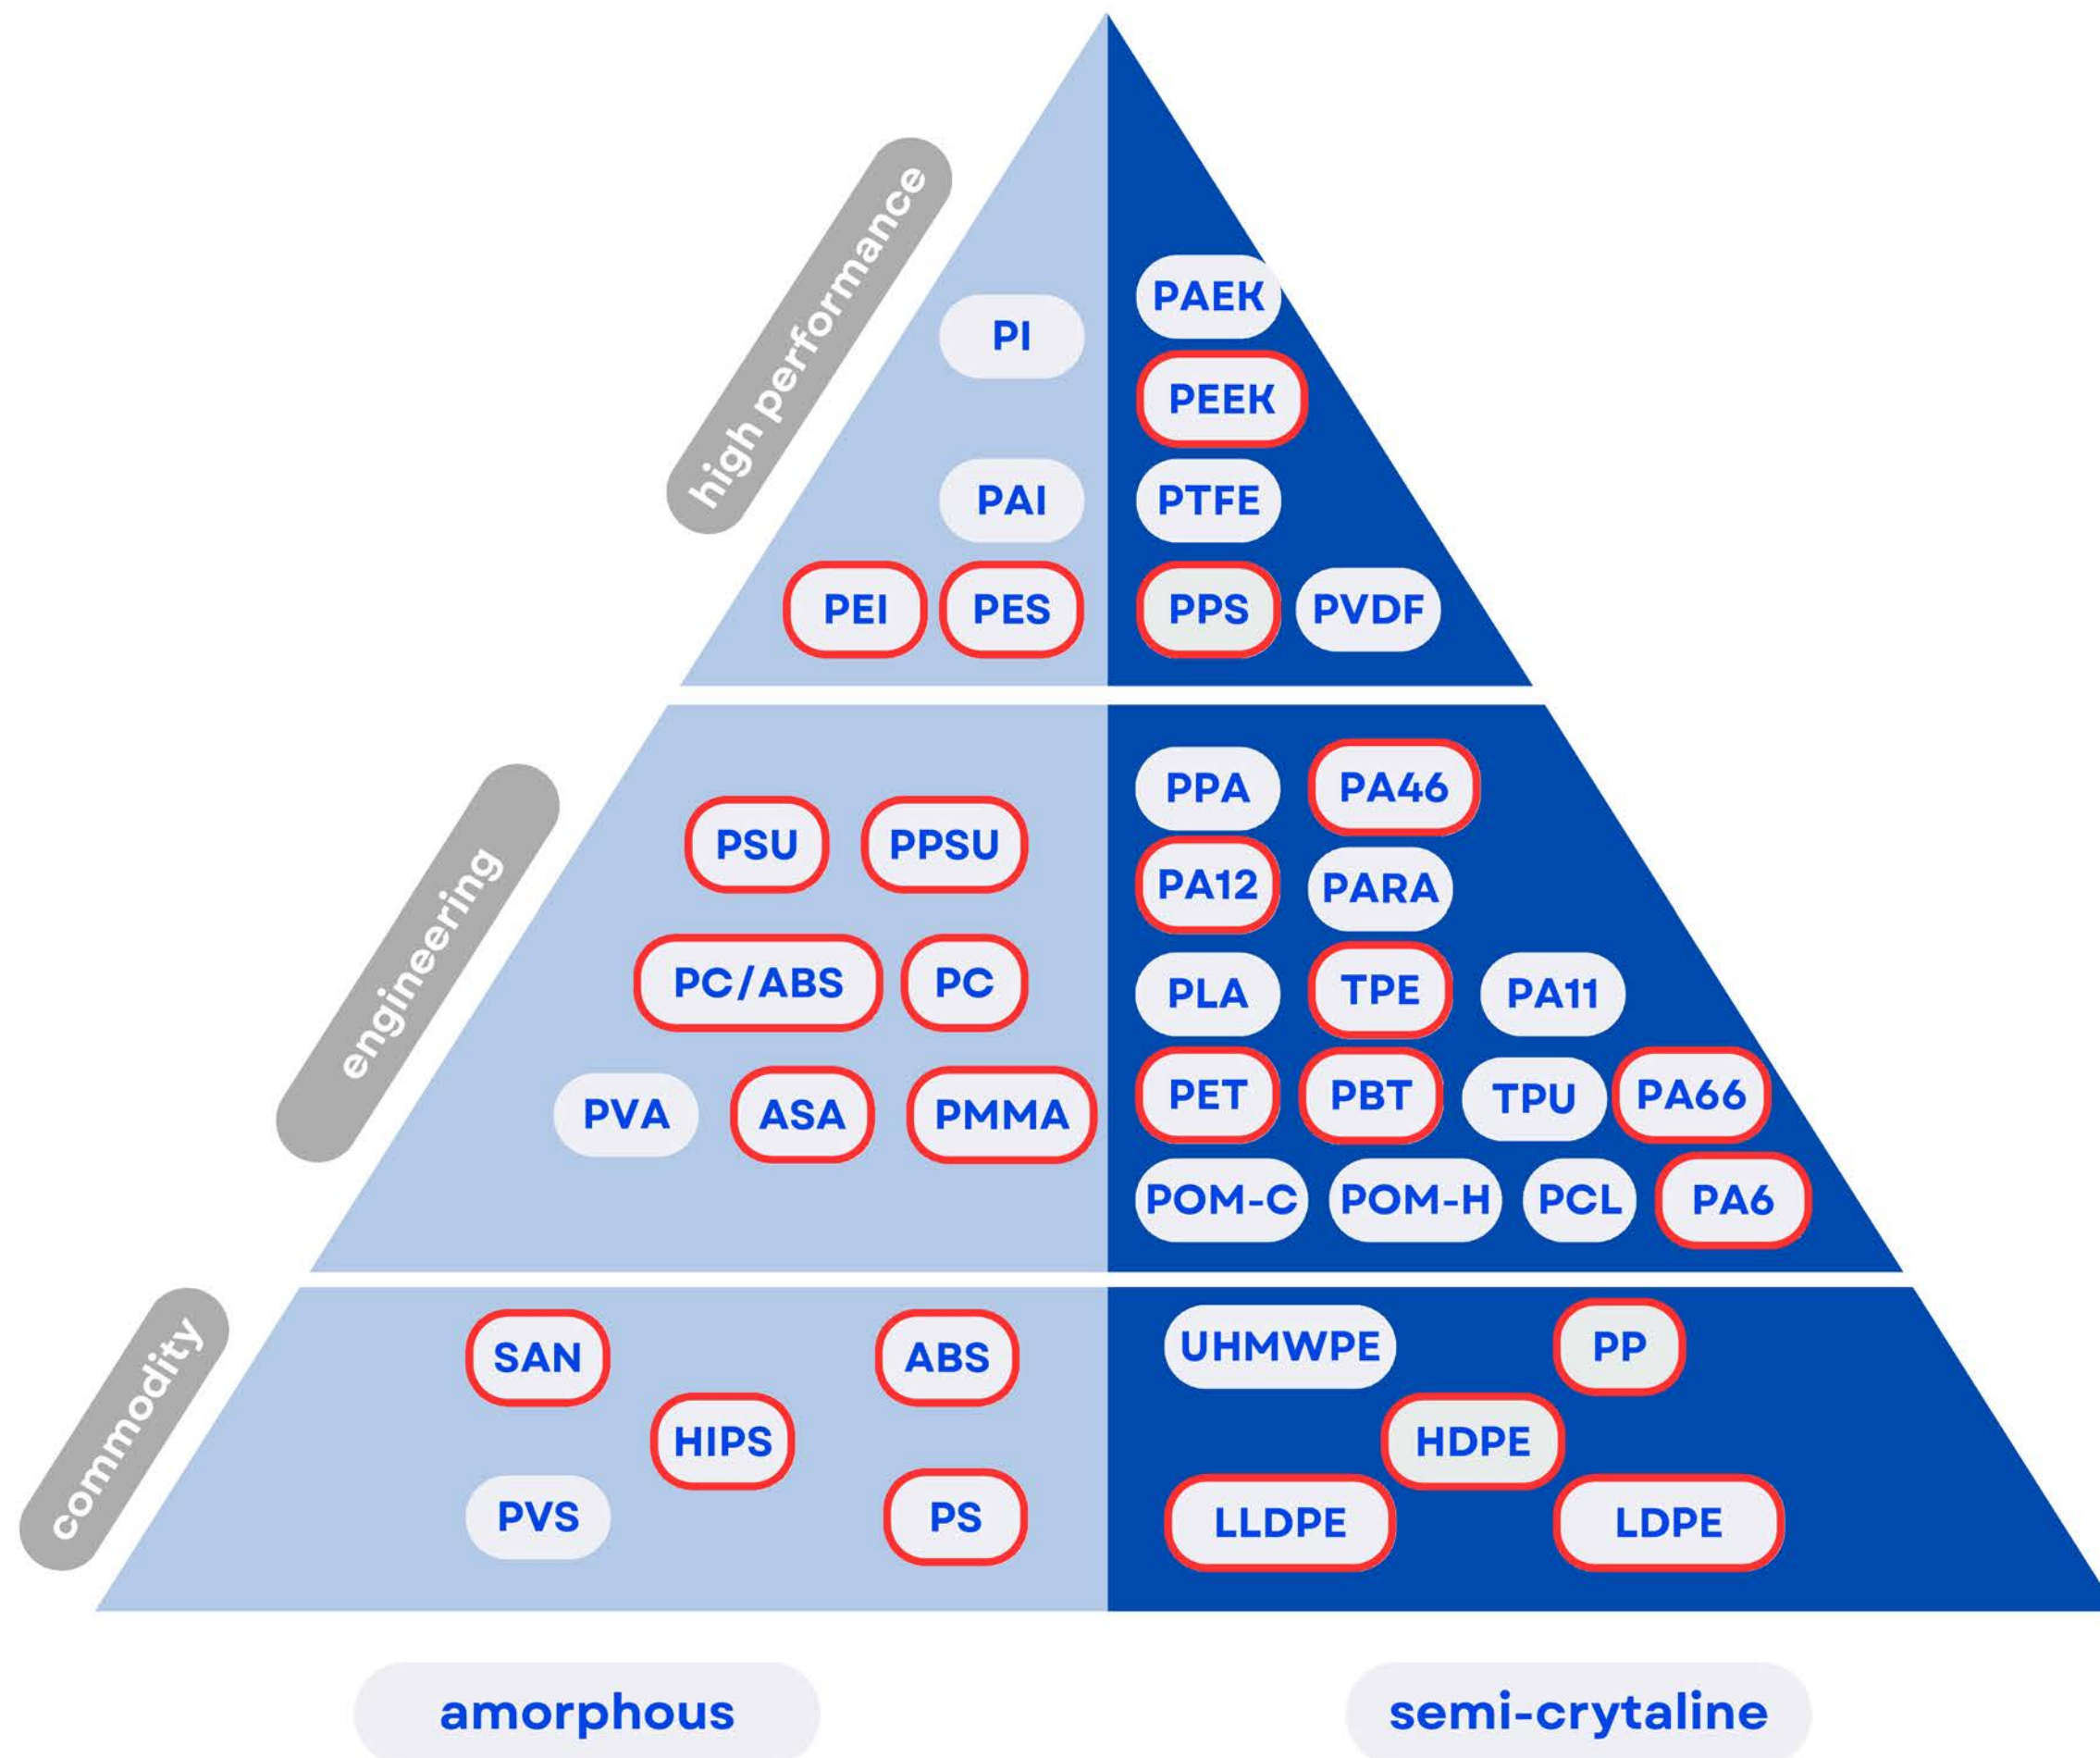 high performance
PI
PAI
PEI PES
PAEK
PEEK
PTFE
PPS PVDF
engineering
PSU PPSU
PC/ABS PC
PVA ASA PMMA
PPA PA46
PA12 PARA
PLA TPE PA11
PET PBT TPU PA66
POM-C POM-H PCL PA6
commodity
SAN ABS
HIPS
PVS PS
UHMWPE PP
HDPE
LLDPE LDPE
amorphous
semi-crytaline